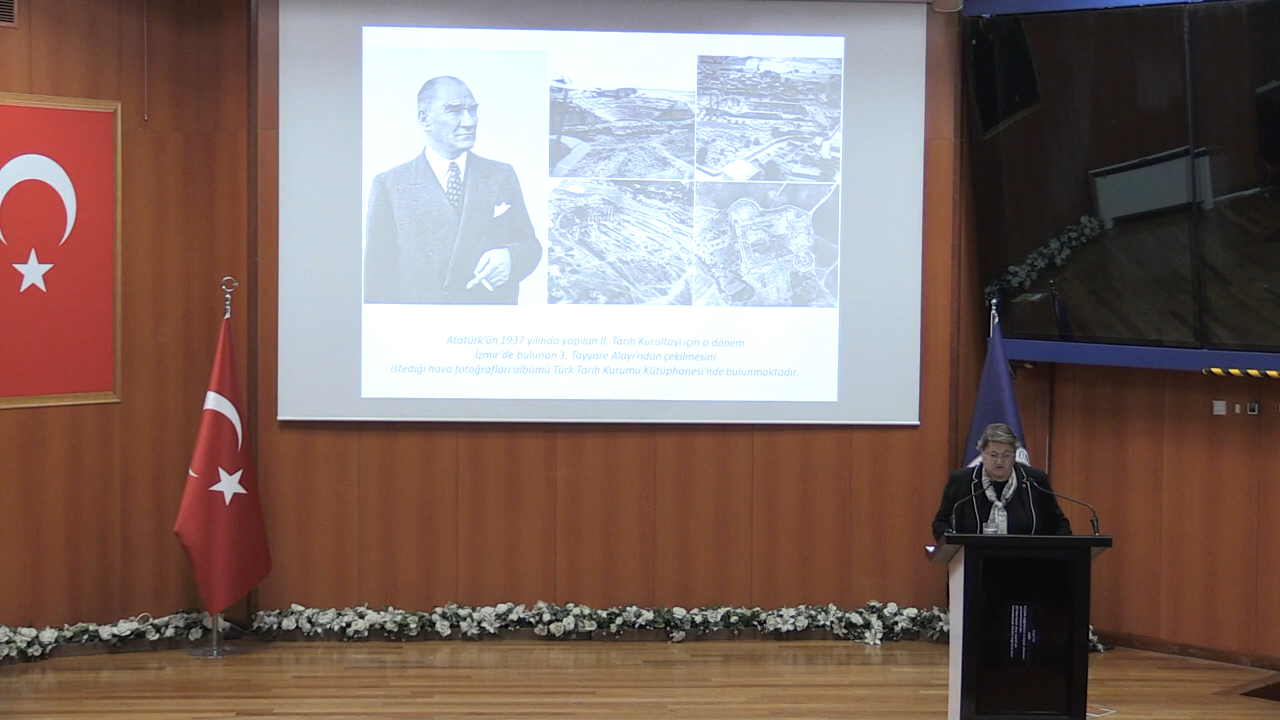 Atatürk'ün 1937 yılında yapılan II. Tarih Kurultayı için o dönem
İzmir'de bulunan 3. Tayyare Alayı'ndan çekilmesini
istediği hava fotoğrafları albümü Türk Tarih Kurumu Kütüphanesi'nde bulunmaktadır.